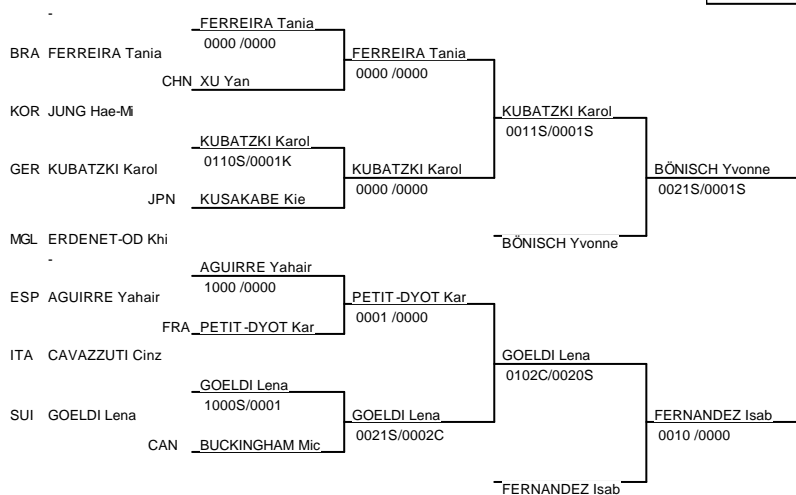 -
FERREIRA Tania
BRA FERREIRA Tania 0000 /0000 FERREIRA Tania
CHN XU Yan 0000 /0000
KOR JUNG Hae-Mi KUBATZKI Karol
0011S/0001S
KUBATZKI Karol
GER KUBATZKI Karol 0110S/0001K KUBATZKI Karol BÖNISCH Yvonne
JPN KUSAKABE Kie 0000 /0000 0021S/0001S
MGL ERDENET-OD Khi BÖNISCH Yvonne
-
AGUIRRE Yahair
ESP AGUIRRE Yahair 1000 /0000 PETIT-DYOT Kar
FRA PETIT-DYOT Kar 0001 /0000
ITA CAVAZZUTI Cinz GOELDI Lena
0102C/0020S
GOELDI Lena
SUI GOELDI Lena 1000S/0001 GOELDI Lena FERNANDEZ Isab
CAN BUCKINGHAM Mic 0021S/0002C 0010 /0000
FERNANDEZ Isab